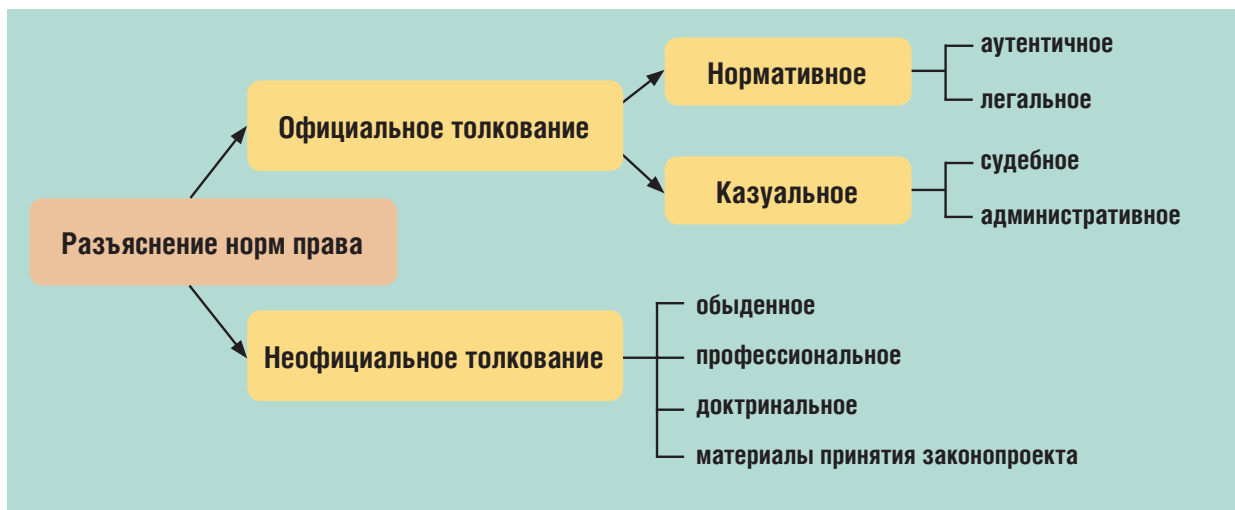 Разъяснение норм права
Официальное толкование
Нормативное
аутентичное
легальное
Казуальное
судебное
административное
Неофициальное толкование
обыденное
профессиональное
доктринальное
материалы принятия законопроекта